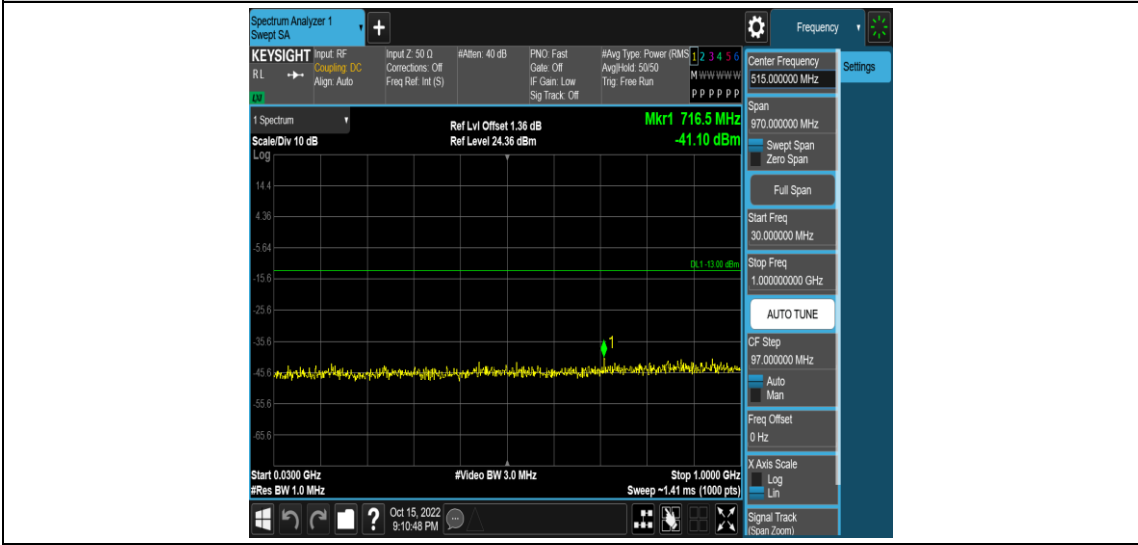 Spectrum Analyzer 1
Swept SA
+
Frequency
KEYSIGHT
Input: RF
Input Z: 50 Ω
#Atten: 40 dB
PNO: Fast
#Avg Type: Power (RMS
1 2 3 4 5 6
RL
Coupling: DC
Corrections: Off
Gate: Off
Avg|Hold: 50/50
M W W W W W
Align: Auto
Freq Ref: Int (S)
IF Gain: Low
Trig: Free Run
Sig Track: Off
P P P P P P
LM
1 Spectrum
Ref Lvl Offset 1.36 dB
Mkr1 716.5 MHz
Scale/Div 10 dB
Ref Level 24.36 dBm
-41.10 dBm
Log
14.4
4.36
-5.64
DL1 -13.00 dBm
-15.6
-25.6
-35.6
1
-45.6
-55.6
-65.6
Start 0.0300 GHz
#Video BW 3.0 MHz
Stop 1.0000 GHz
#Res BW 1.0 MHz
Sweep ~1.41 ms (1000 pts)
?
Oct 15, 2022
9:10:48 PM
Center Frequency
515.000000 MHz
Settings
Span
970.000000 MHz
Swept Span
Zero Span
Full Span
Start Freq
30.000000 MHz
Stop Freq
1.000000000 GHz
AUTO TUNE
CF Step
97.000000 MHz
Auto
Man
Freq Offset
0 Hz
X Axis Scale
Log
Lin
Signal Track
(Span Zoom)